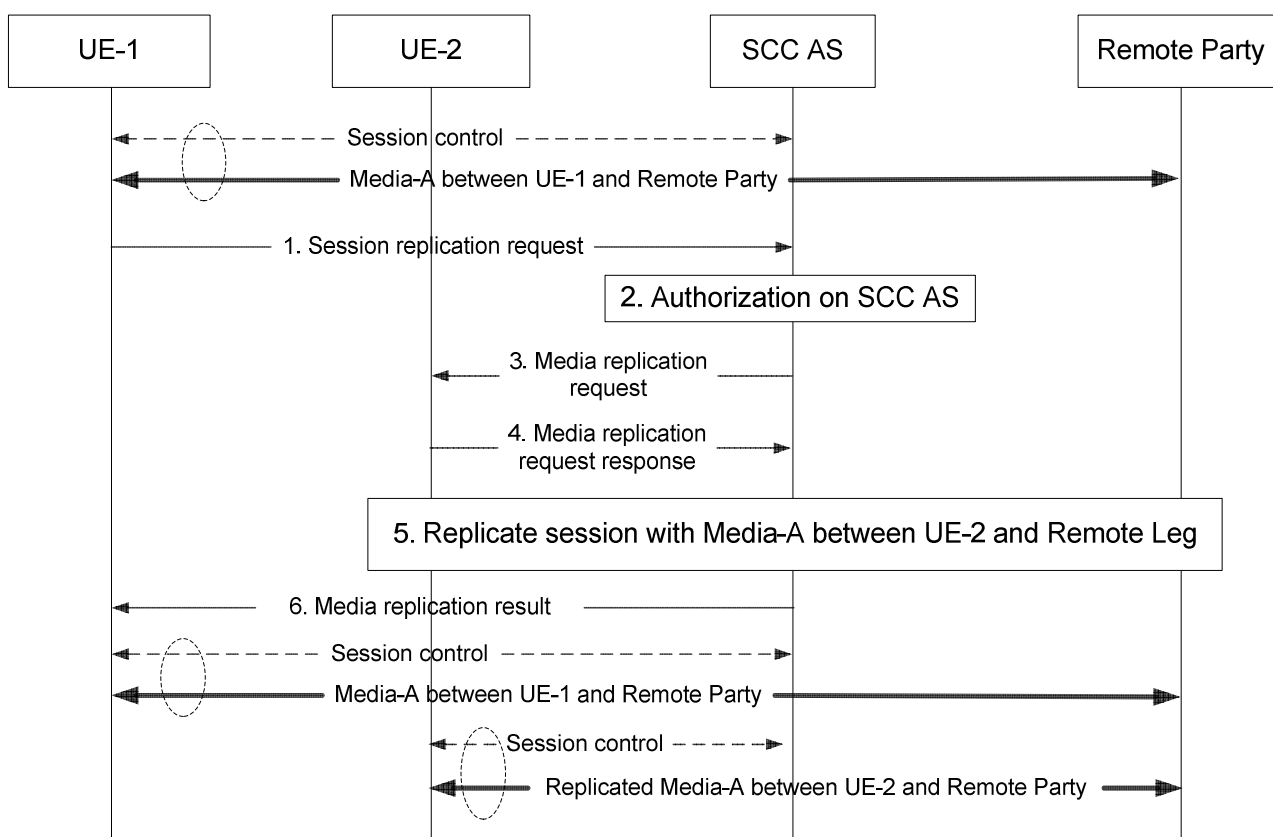 UE-1
UE-2
SCC AS
Remote Party
Session control
Media-A between UE-1 and Remote Party
1. Session replication request
2. Authorization on SCC AS
3. Media replication
request
4. Media replication
request response
5. Replicate session with Media-A between UE-2 and Remote Leg
6. Media replication result
Session control
Media-A between UE-1 and Remote Party
Session control
Replicated Media-A between UE-2 and Remote Party